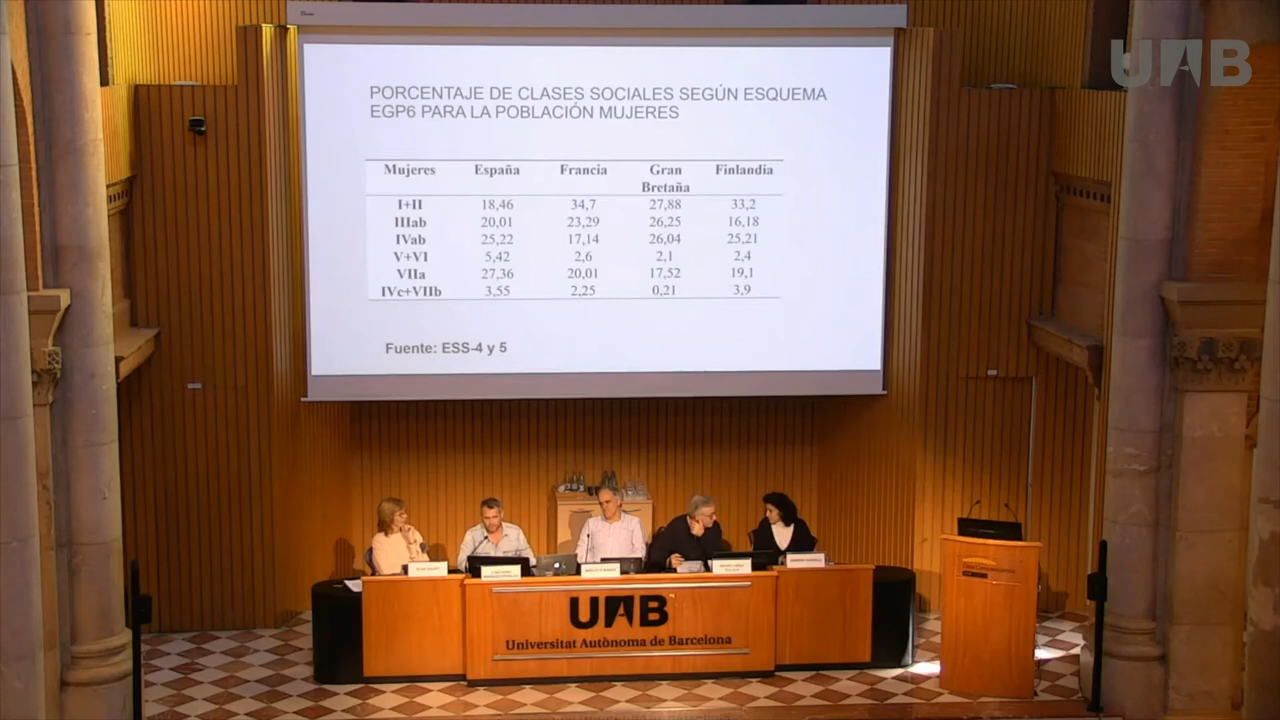 UAB
PORCENTAJE DE CLASES SOCIALES SEGÚN ESQUEMA
EGP6 PARA LA POBLACIÓN MUJERES
Mujeres España Francia Gran Bretaña Finlandia
I+II 18,46 34,7 27,88 33,2
IIIab 20,01 23,29 26,25 16,18
IVab 25,22 17,14 26,04 25,21
V+VI 5,42 2,6 2,1 2,4
VIIa 27,36 20,01 17,52 19,1
IVc+VIIb 3,55 2,25 0,21 3,9
Fuente: ESS-4 y 5
UAB
Universitat Autònoma de Barcelona